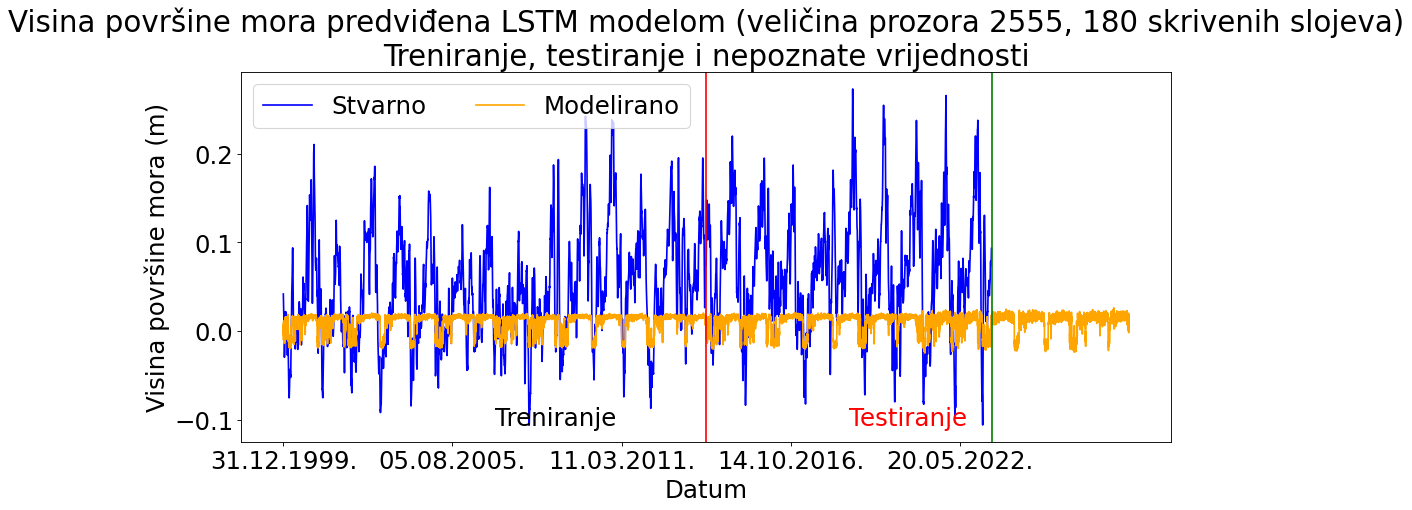 Visina površine mora predviđena LSTM modelom (veličina prozora 2555, 180 skrivenih slojeva)
Treniranje, testiranje i nepoznate vrijednosti
Stvarno
Modelirano
Visina površine mora (m)
0.2
0.1
0.0
−0.1
Treniranje
Testiranje
31.12.1999.
05.08.2005.
11.03.2011.
14.10.2016.
20.05.2022.
Datum